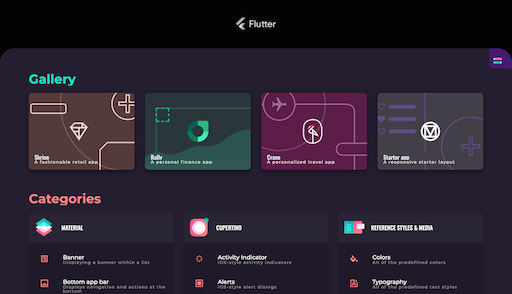 Flutter
Gallery
Shrine
A fashionable retail app
Rally
A personal finance app
Crane
A personalized travel app
Starter app
A responsive starter layout
Categories
MATERIAL
CUPERTINO
REFERENCE STYLES & MEDIA
Banner
Displaying a banner within a list
Activity Indicator
iOS-style activity indicators
Colors
All of the predefined colors
Bottom app bar
Displays navigation and actions at the
bottom
Alerts
iOS-style alert dialogs
Typography
All of the predefined text styles